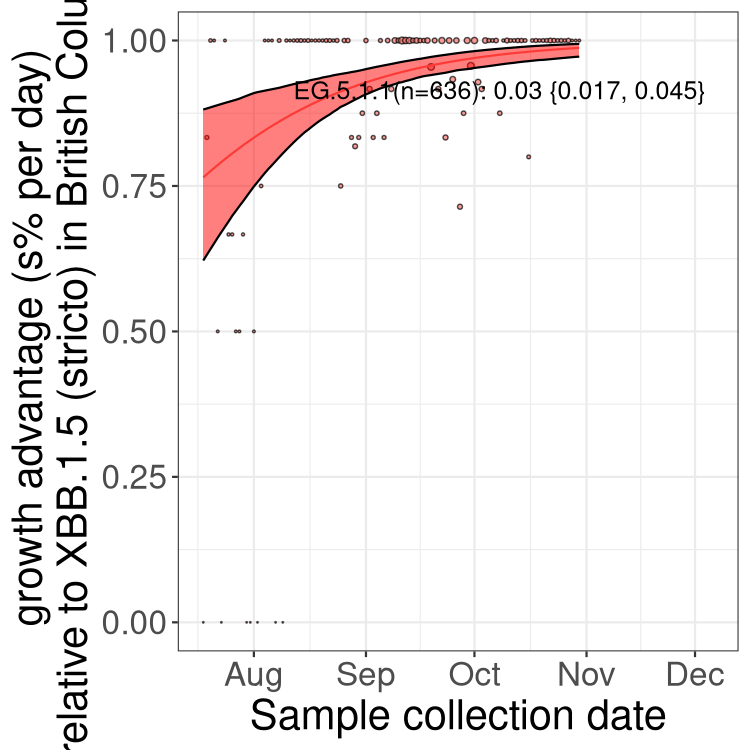 growth advantage (s% per day)
relative to XBB.1.5 (stricto) in British Colu
1.00
0.75
0.50
0.25
0.00
EG.5.1.1(n=636): 0.03 {0.017, 0.045}
Aug Sep Oct Nov Dec
Sample collection date